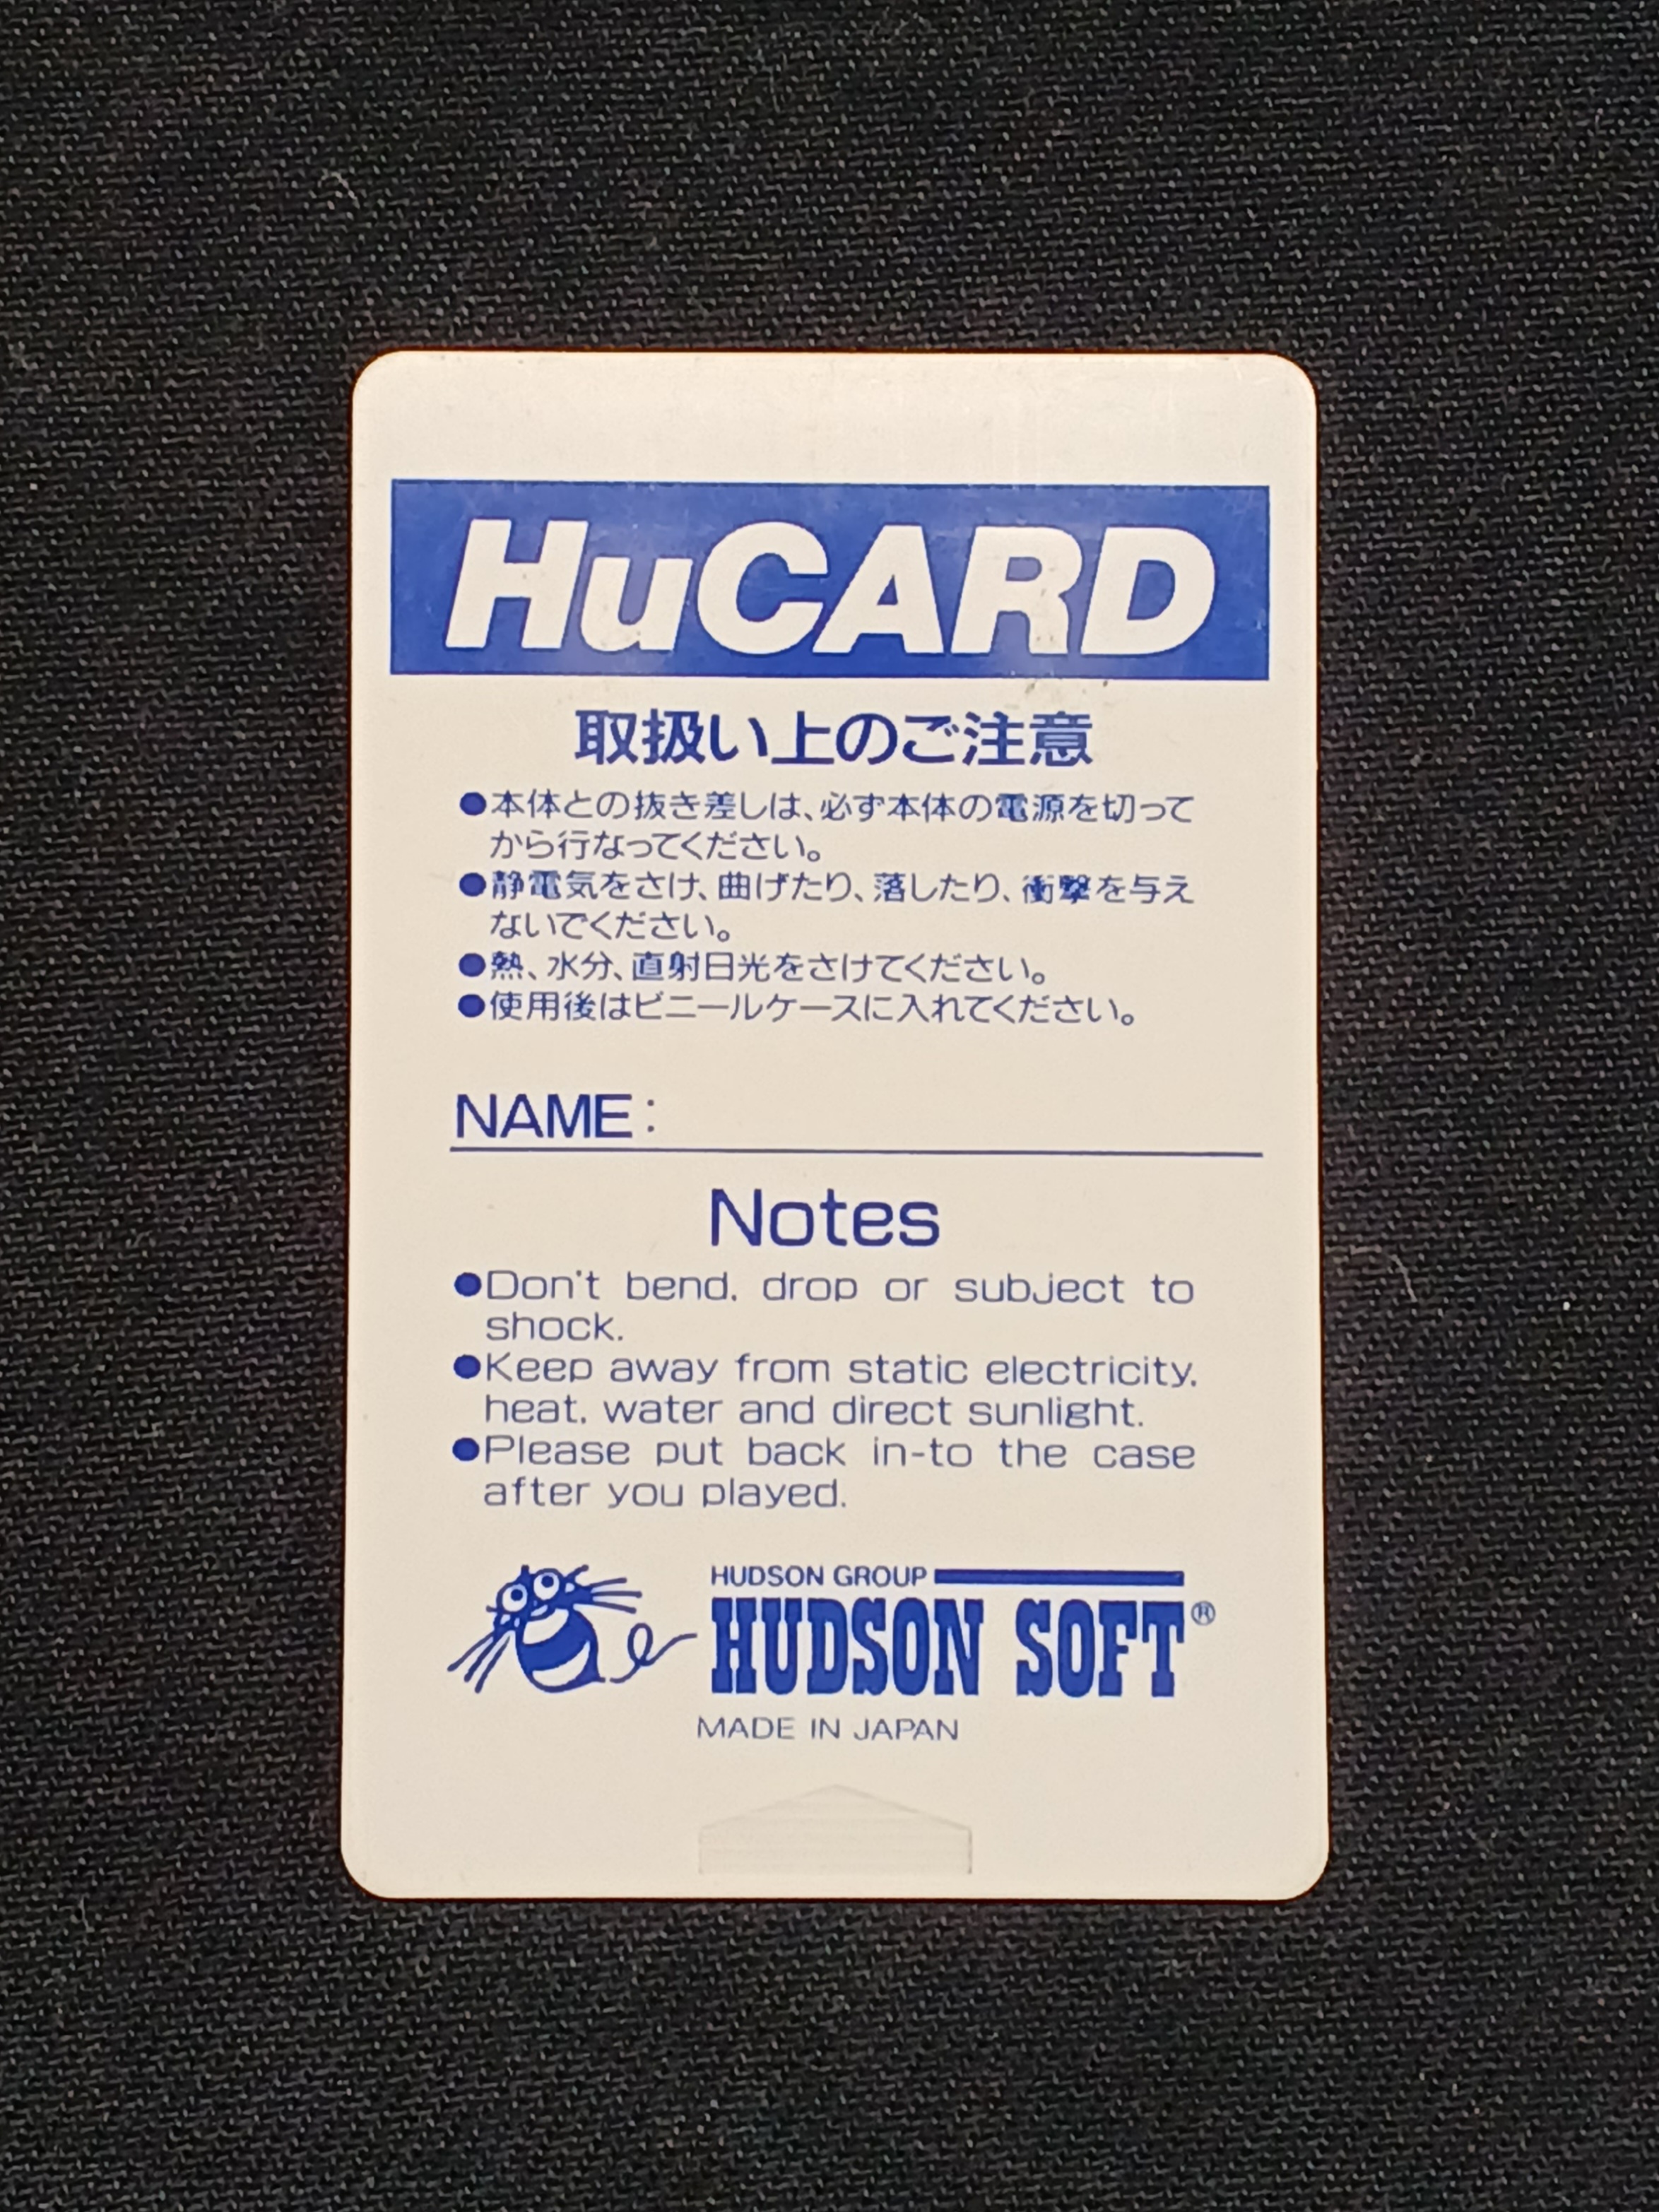 HuCARD
取扱い上のご注意
●本体との抜き差しは、必ず本体の電源を切って
から行なってください。
●静電気をさけ、曲げたり、落したり、衝撃を与え
ないでください。
●熱、水分、直射日光をさけてください。
●使用後はビニールケースに入れてください。
NAME:
Notes
●Don't bend, drop or subject to
shock.
●Keep away from static electricity,
heat, water and direct sunlight.
●Please put back in-to the case
after you played.
HUDSON GROUP
HUDSON SOFT®
MADE IN JAPAN